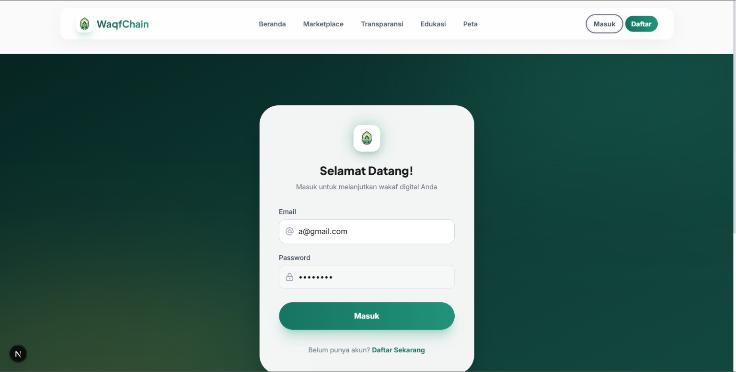 WaqfChain Beranda Marketplace Transparansi Edukasi Peta Masuk Daftar
Selamat Datang!
Masuk untuk melanjutkan wakaf digital Anda
Email
@ a@gmail.com
Password
••••••••
Masuk
Belum punya akun? Daftar Sekarang
N